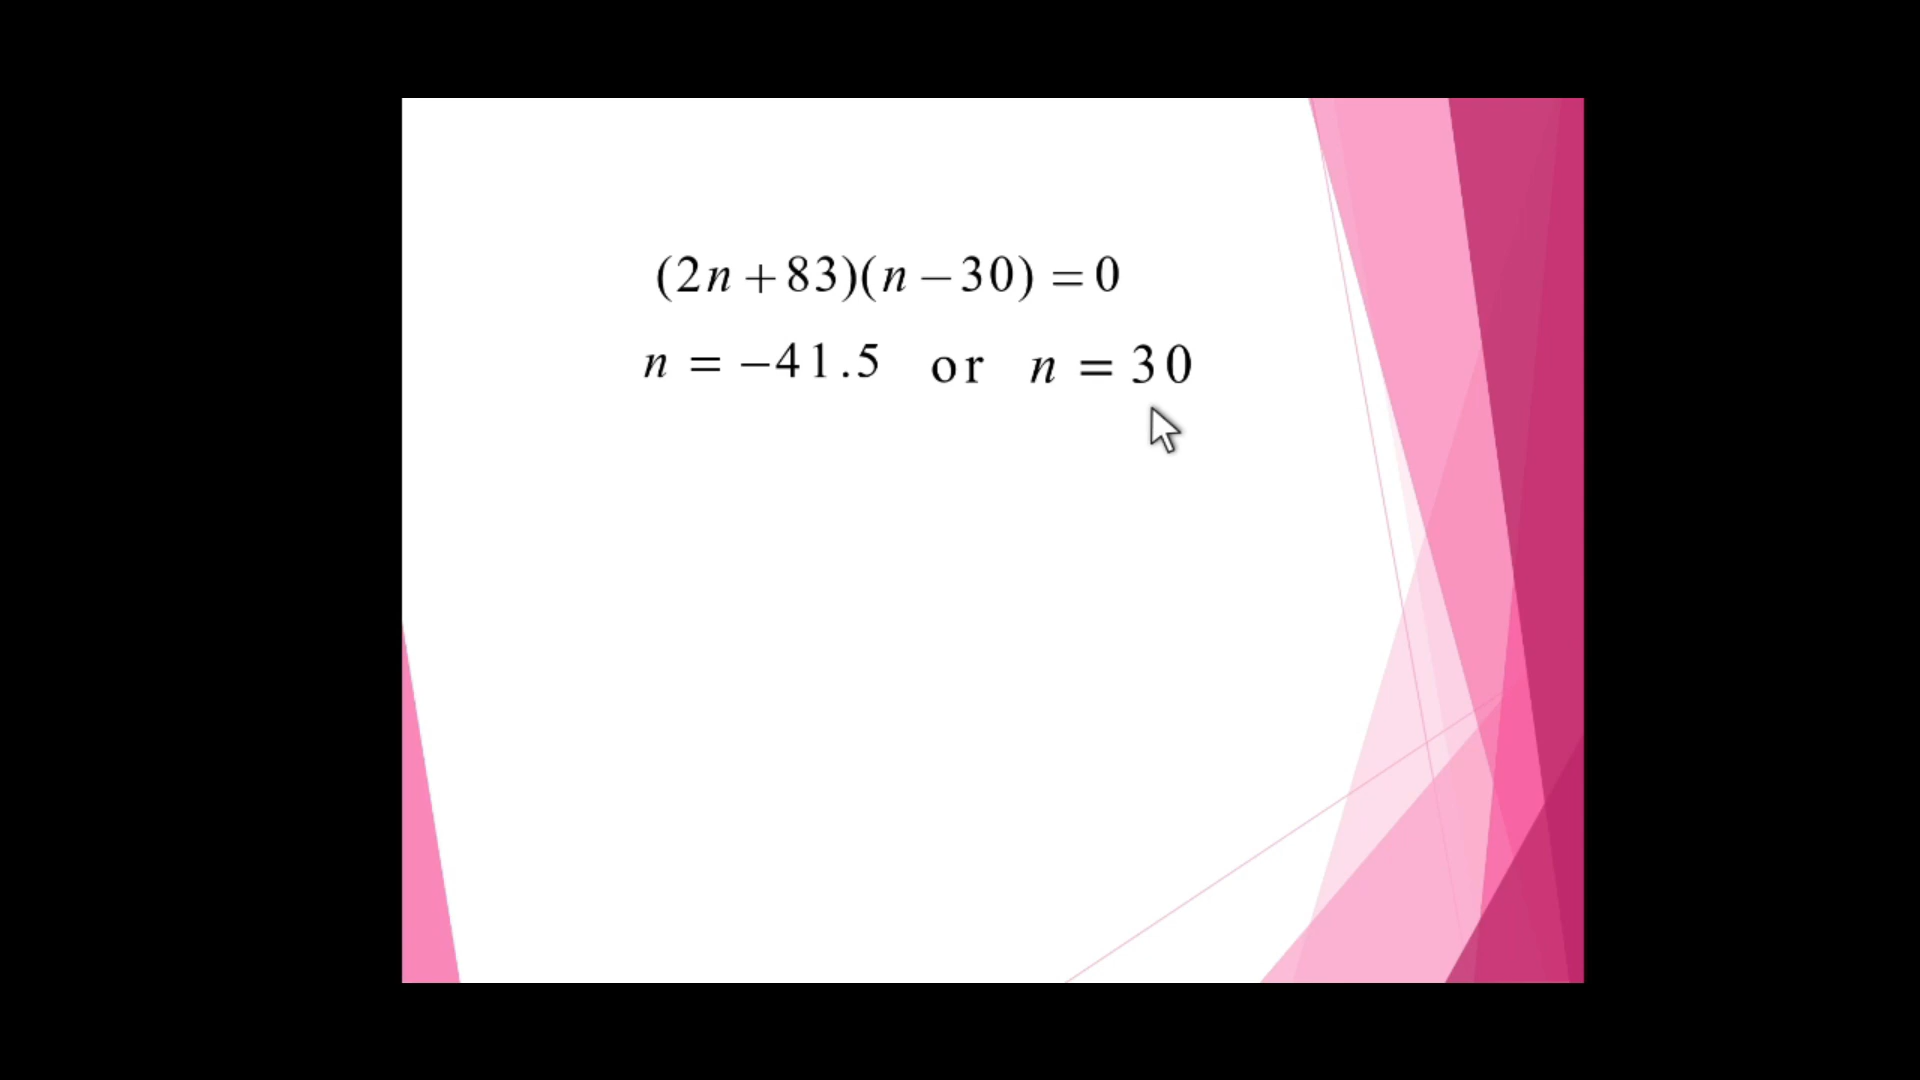 (2n + 83)(n − 30) = 0
n = −41.5 or n = 30